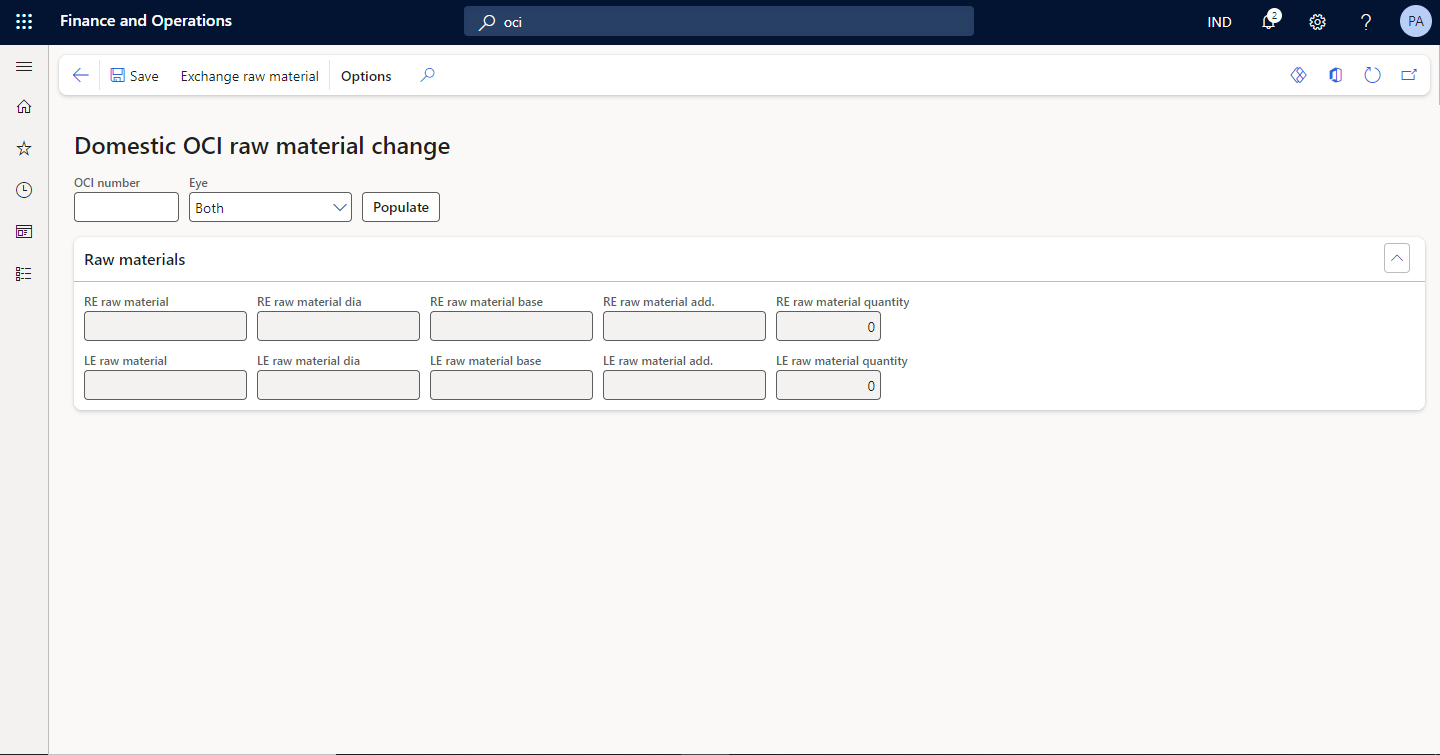 Finance and Operations
oci
IND
2
?
PA
Save
Exchange raw material
Options
Domestic OCI raw material change
OCI number
Eye
Both
Populate
Raw materials
RE raw material
RE raw material dia
RE raw material base
RE raw material add.
RE raw material quantity
0
LE raw material
LE raw material dia
LE raw material base
LE raw material add.
LE raw material quantity
0